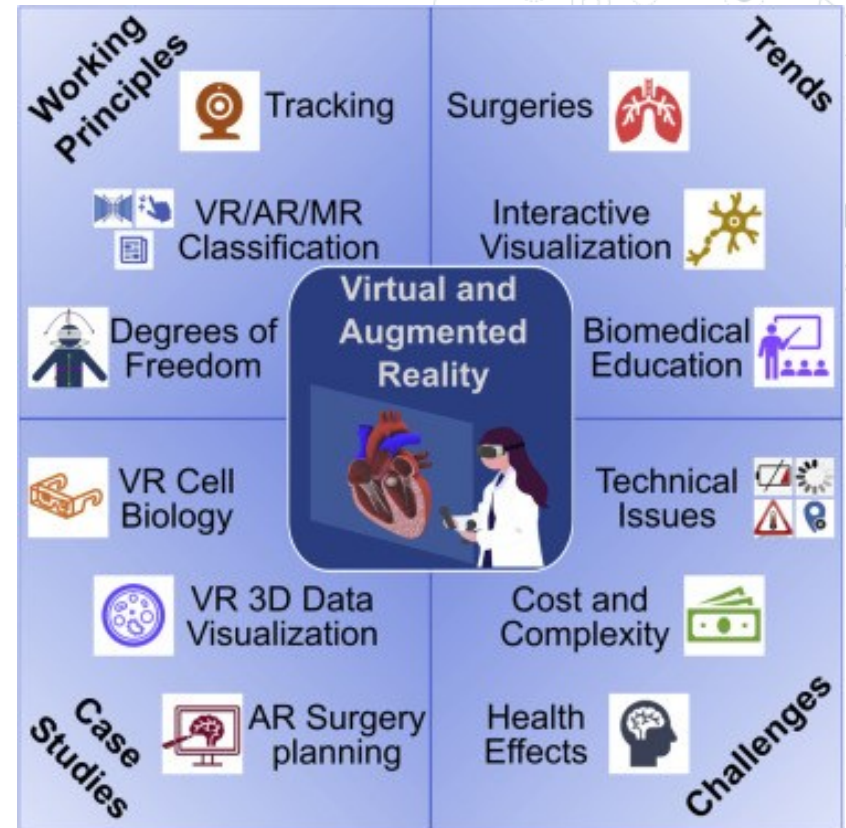 Working
Principles
Tracking
VR/AR/MR
Classification
Degrees of
Freedom
Trends
Surgeries
Interactive
Visualization
Biomedical
Education
Virtual and
Augmented
Reality
VR Cell
Biology
VR 3D Data
Visualization
AR Surgery
planning
Case
Studies
Technical
Issues
Cost and
Complexity
Health
Effects
Challenges